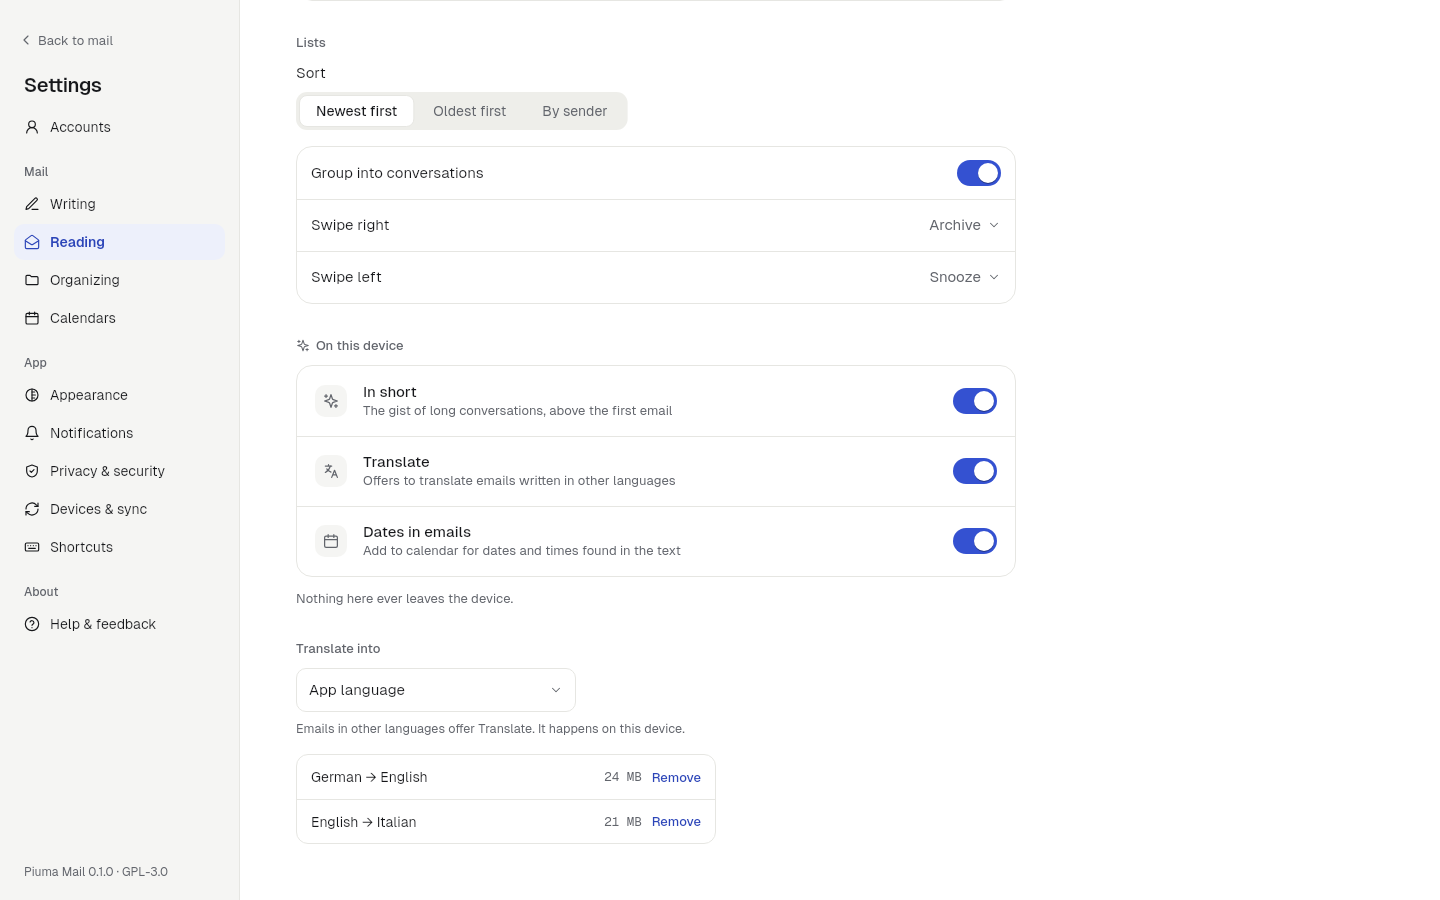 Back to mail
Settings
Accounts
Mail
Writing
Reading
Organizing
Calendars
App
Appearance
Notifications
Privacy & security
Devices & sync
Shortcuts
About
Help & feedback
Piuma Mail 0.1.0 · GPL-3.0
Lists
Sort
Newest first
Oldest first
By sender
Group into conversations
Swipe right
Archive
Swipe left
Snooze
On this device
In short
The gist of long conversations, above the first email
Translate
Offers to translate emails written in other languages
Dates in emails
Add to calendar for dates and times found in the text
Nothing here ever leaves the device.
Translate into
App language
Emails in other languages offer Translate. It happens on this device.
German → English
24 MB
Remove
English → Italian
21 MB
Remove